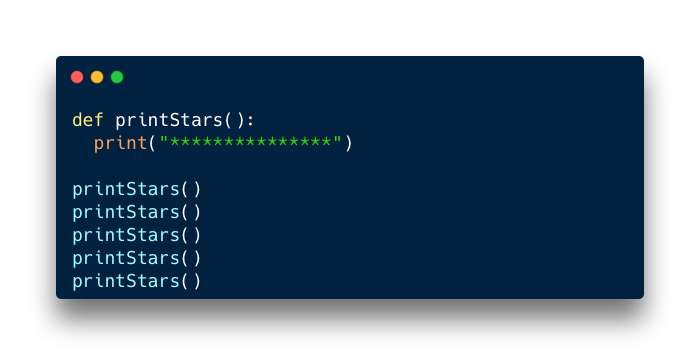 def printStars():
  print("***************")

printStars()
printStars()
printStars()
printStars()
printStars()